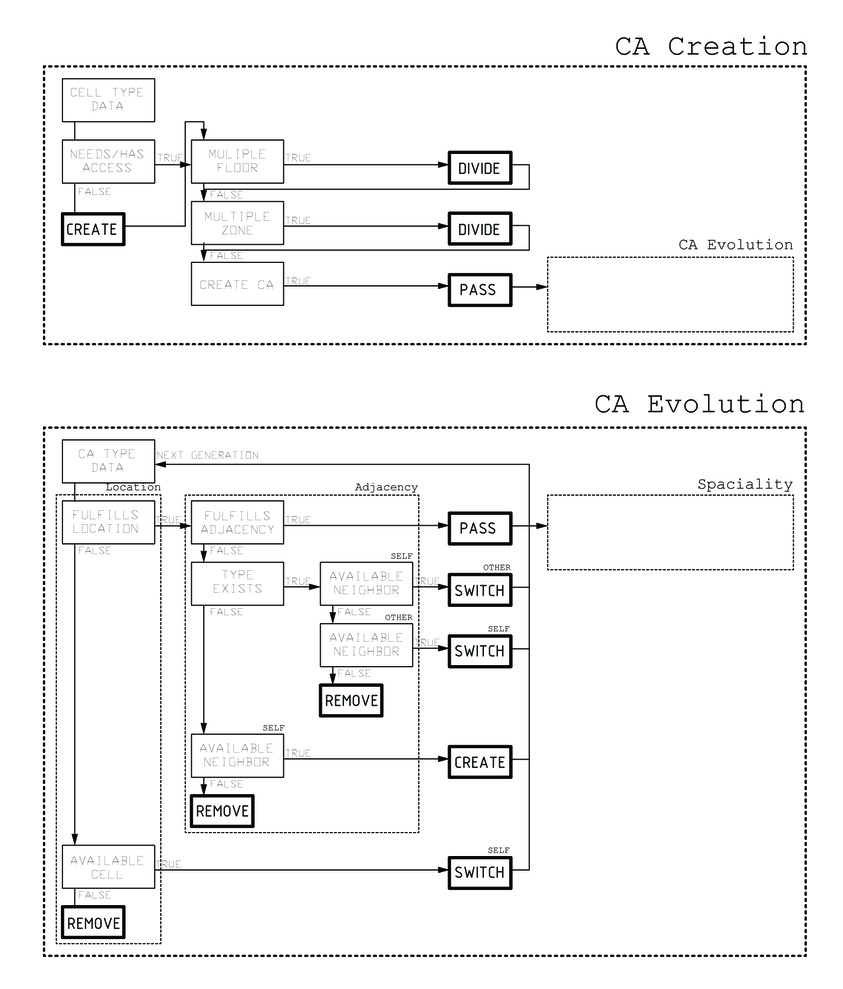 CA Creation
CELL TYPE
DATA
NEEDS/HAS
ACCESS
TRUE
MULIPLE
FLOOR
TRUE
DIVIDE
FALSE
FALSE
CREATE
MULTIPLE
ZONE
TRUE
DIVIDE
FALSE
CA Evolution
CREATE CA
TRUE
PASS
CA Evolution
CA TYPE
DATA
NEXT GENERATION
Location
Adjacency
Spaciality
FULFILLS
LOCATION
TRUE
FULFILLS
ADJACENCY
TRUE
PASS
FALSE
FALSE
SELF
OTHER
TYPE
EXISTS
TRUE
AVAILABLE
NEIGHBOR
TRUE
SWITCH
FALSE
FALSE
OTHER
SELF
AVAILABLE
NEIGHBOR
TRUE
SWITCH
FALSE
REMOVE
SELF
AVAILABLE
NEIGHBOR
TRUE
CREATE
FALSE
REMOVE
SELF
AVAILABLE
CELL
TRUE
SWITCH
FALSE
REMOVE